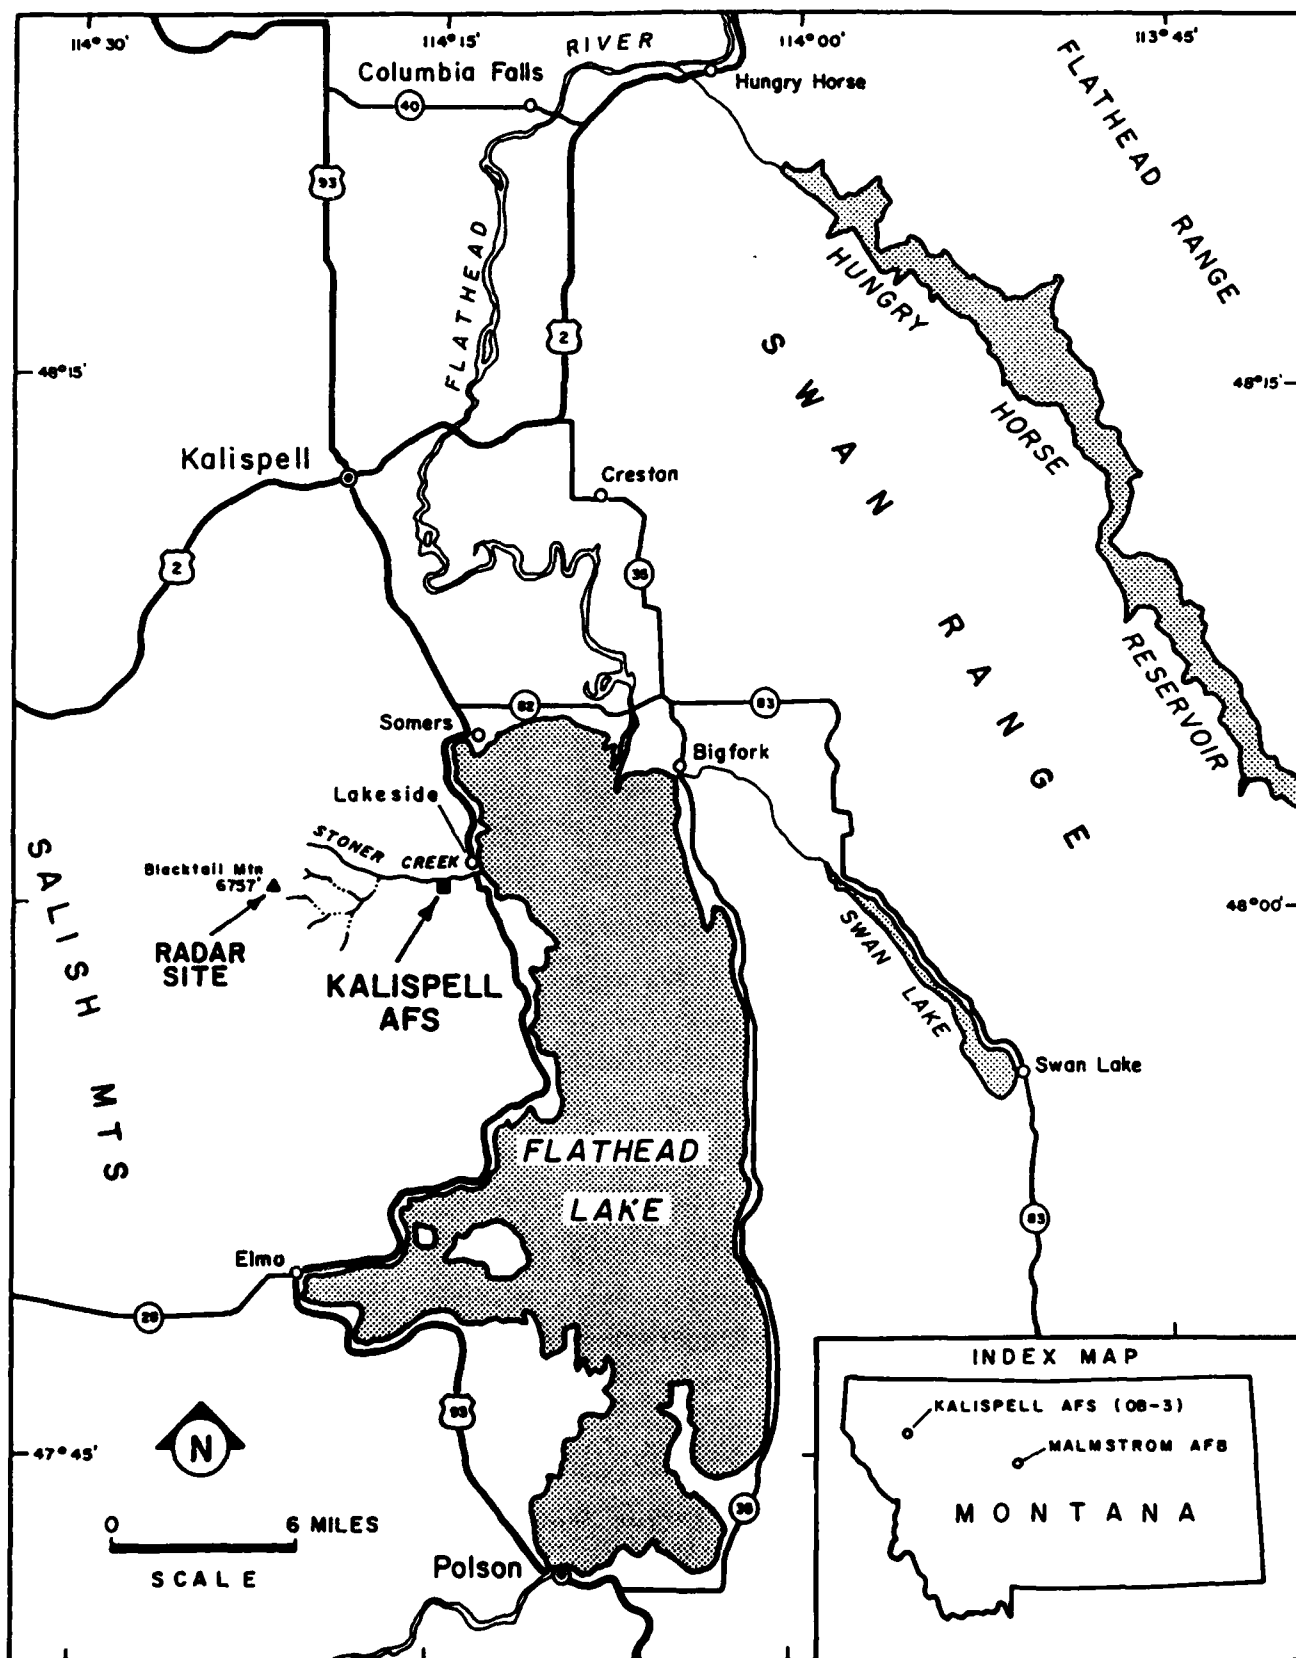 114° 30'
114° 15'
114° 00'
113° 45'
RIVER
Columbia Falls
Hungry Horse
40
93
FLATHEAD RANGE
FLATHEAD
2
HUNGRY
HORSE
RESERVOIR
48° 15'
48° 15'
SWAN RANGE
Kalispell
Creston
2
35
82
83
Somers
Bigfork
Lakeside
STONER CREEK
Blacktail Mtn
6757'
RADAR
SITE
KALISPELL
AFS
48° 00'
SALISH MTS
SWAN LAKE
Swan Lake
FLATHEAD
LAKE
83
Elmo
28
93
INDEX MAP
KALISPELL AFS (OB-3)
MALMSTROM AFB
MONTANA
N
47° 45'
35
0 6 MILES
SCALE
Polson